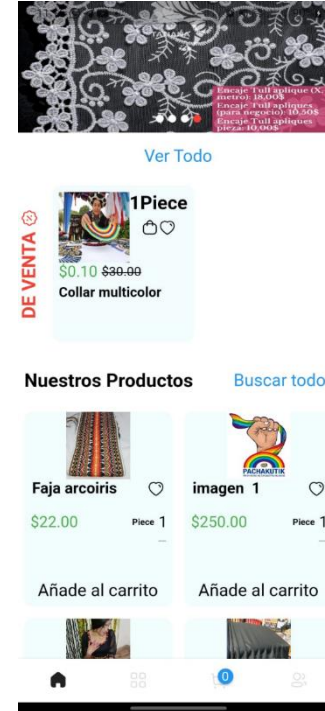 Encaje Tull aplique (X.
metro): 18,00$
Encaje Tull apliques
(para negocio): 10,50$
Encaje Tull apliques
pieza: 10,00$
Ver Todo
DE VENTA
1Piece
$0.10 $30.00
Collar multicolor
Nuestros Productos Buscar todo
PACHAKUTIK
Faja arcoiris imagen 1
$22.00 Piece 1 $250.00 Piece 1
Añade al carrito Añade al carrito
0